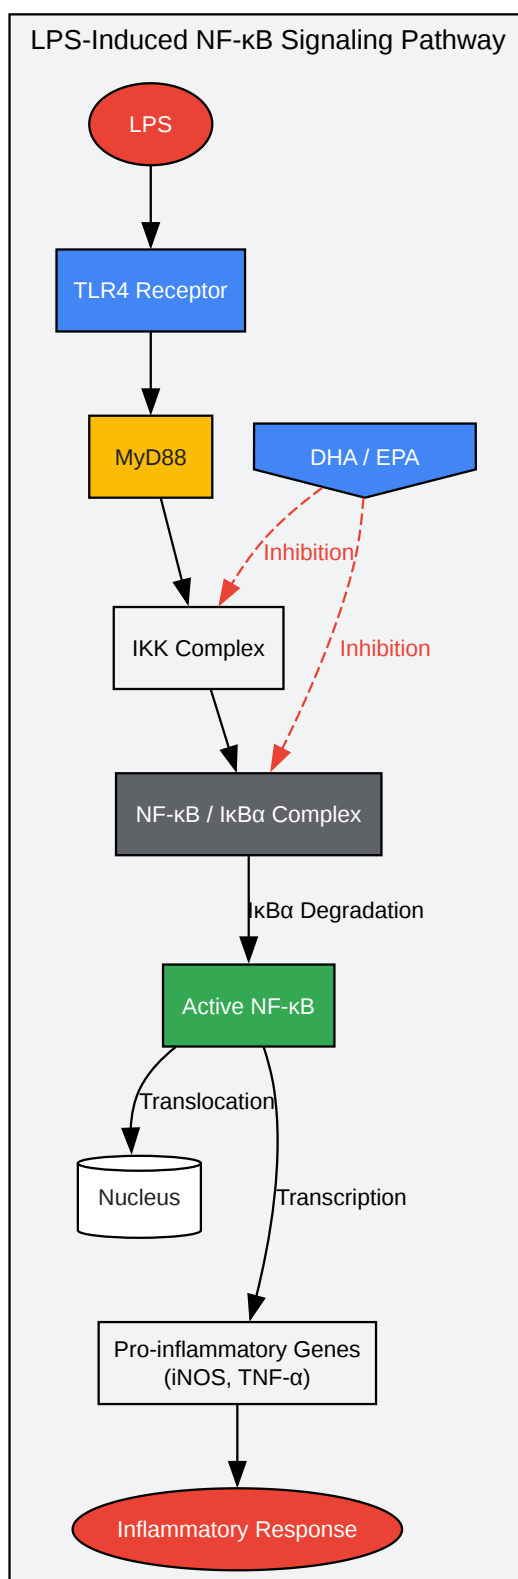 LPS-Induced NF-κB Signaling Pathway
LPS
TLR4 Receptor
MyD88
DHA / EPA
Inhibition
IKK Complex
Inhibition
NF-κB / IκBα Complex
IκBα Degradation
Active NF-κB
Translocation
Nucleus
Transcription
Pro-inflammatory Genes
(iNOS, TNF-α)
Inflammatory Response